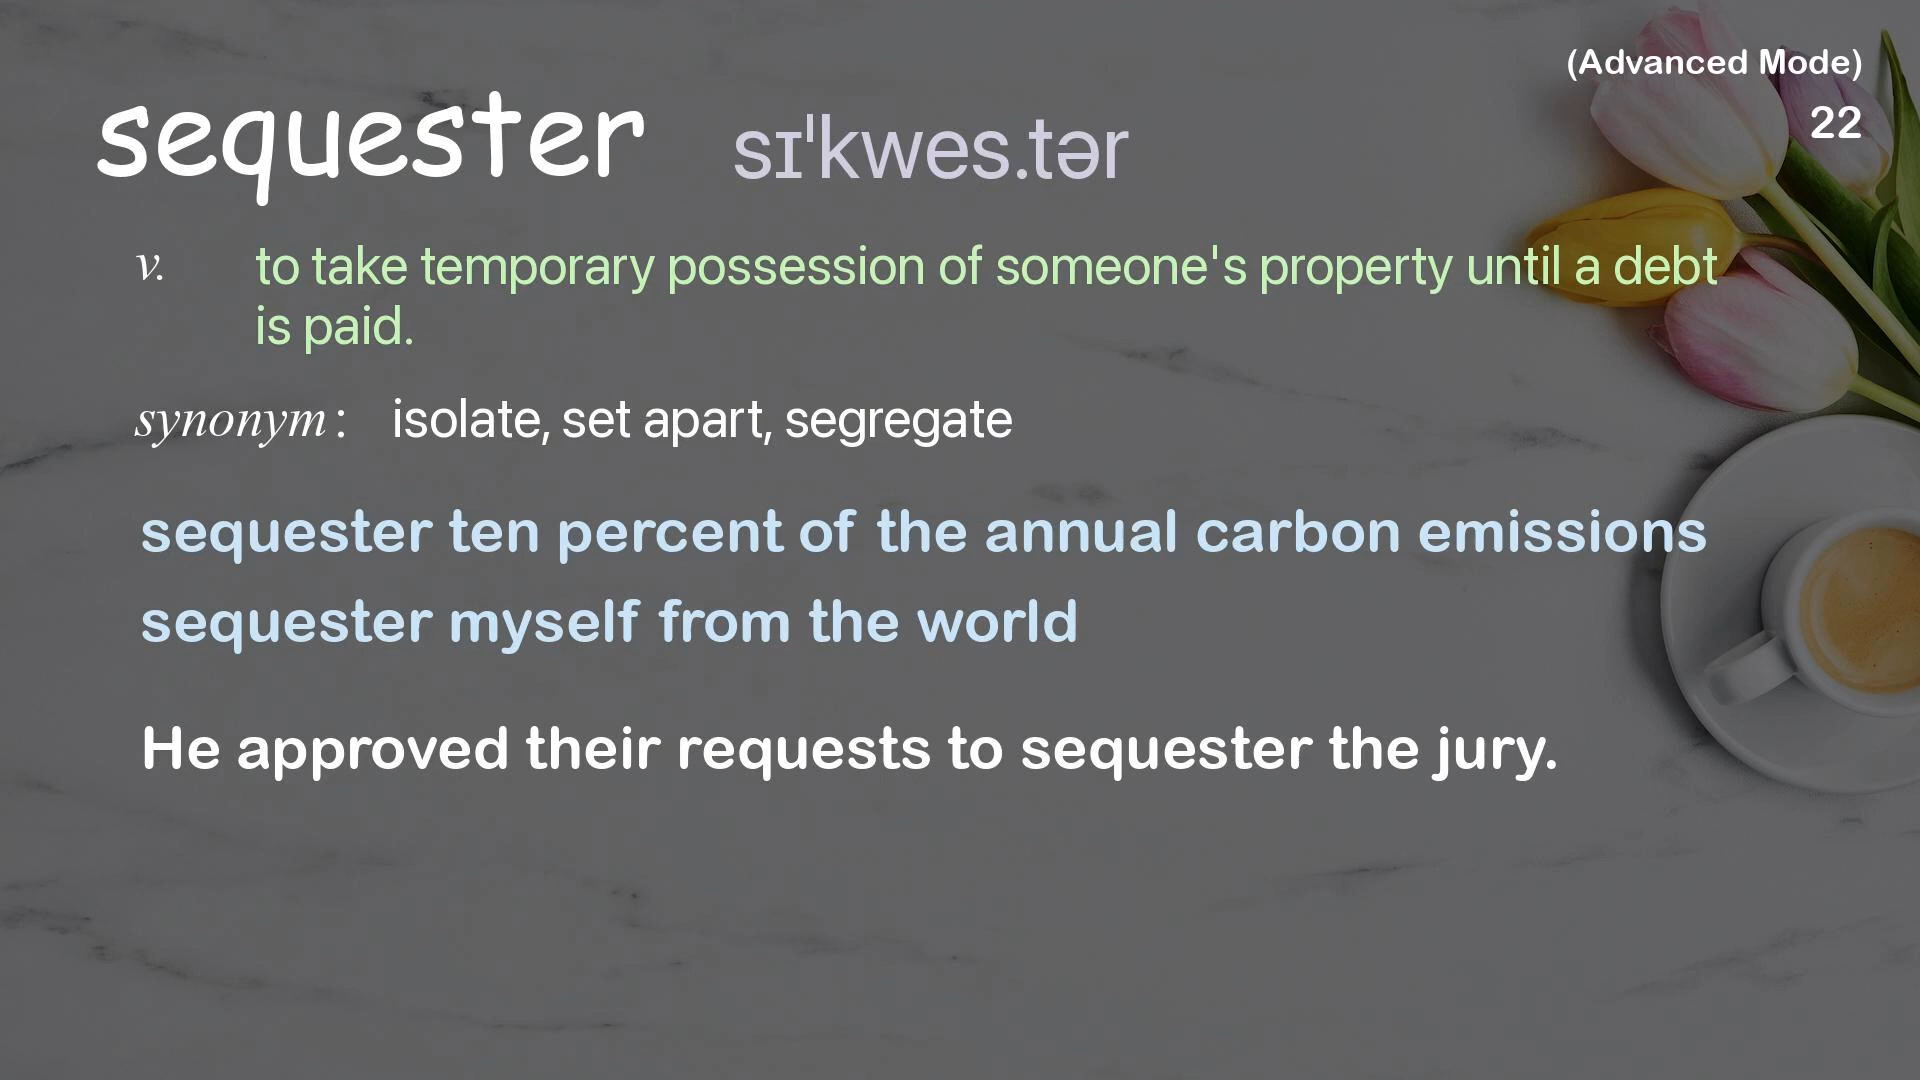 (Advanced Mode)
22
sequester sɪˈkwes.tər
v. to take temporary possession of someone's property until a debt
is paid.
synonym: isolate, set apart, segregate
sequester ten percent of the annual carbon emissions
sequester myself from the world
He approved their requests to sequester the jury.